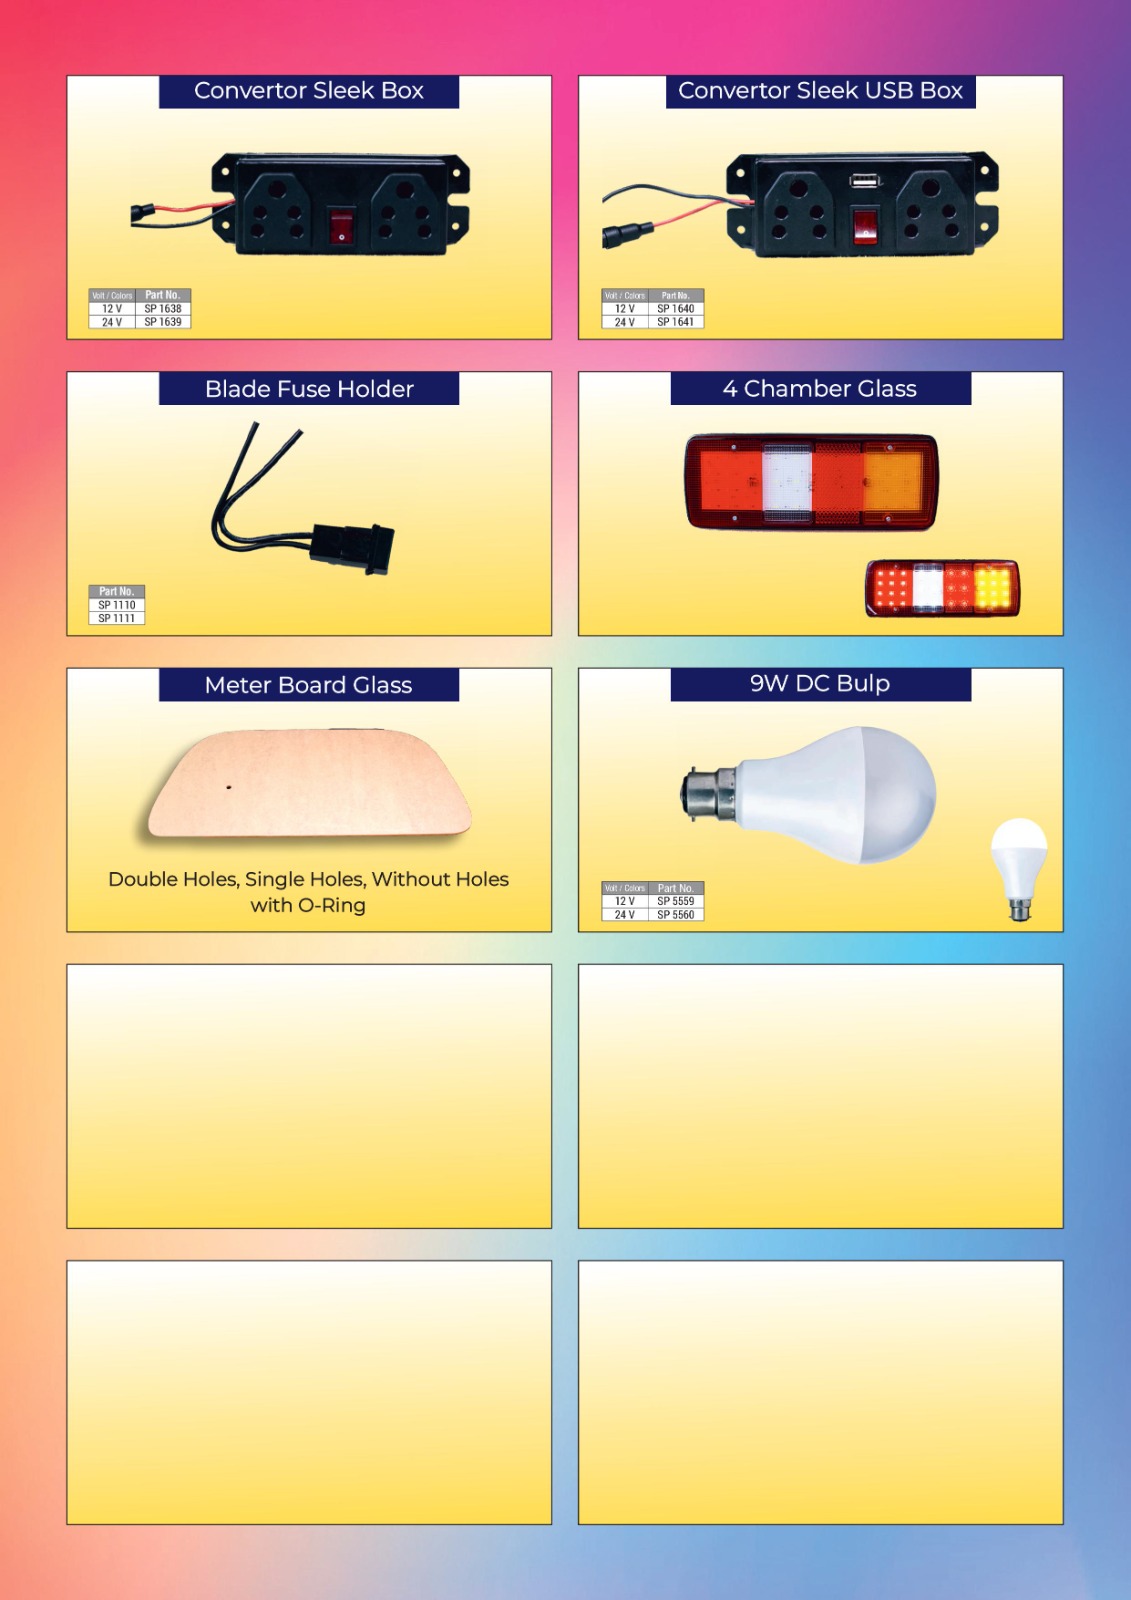 Convertor Sleek Box
Volt / Colors Part No.
12 V SP 1638
24 V SP 1639
Convertor Sleek USB Box
Volt / Colors Part No.
12 V SP 1640
24 V SP 1641
Blade Fuse Holder
Part No.
SP 1110
SP 1111
4 Chamber Glass
Meter Board Glass
Double Holes, Single Holes, Without Holes
with O-Ring
9W DC Bulp
Volt / Colors Part No.
12 V SP 5559
24 V SP 5560